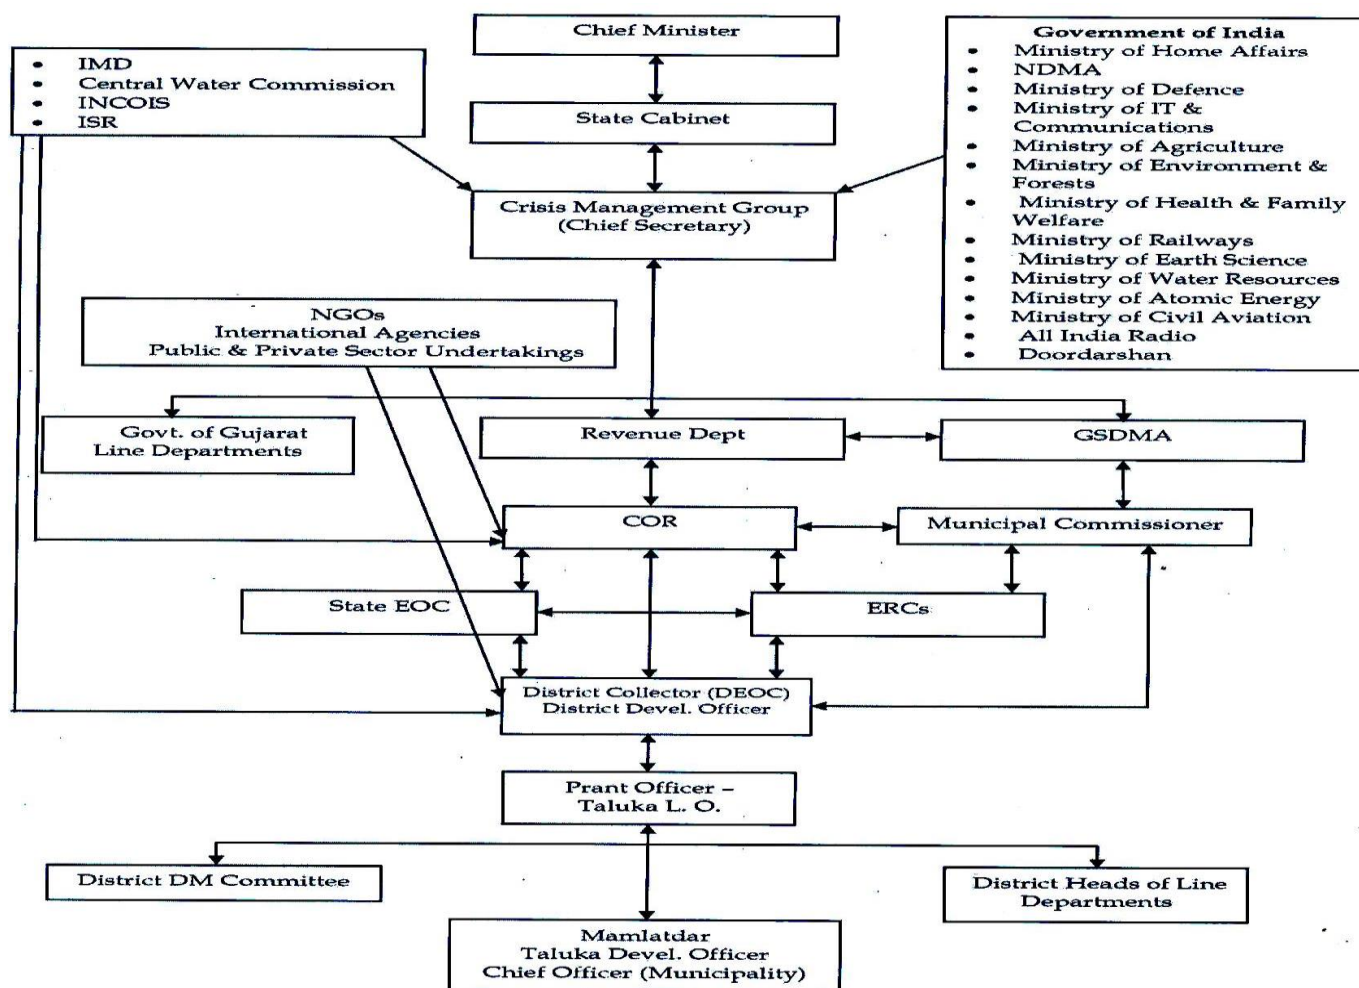 Chief Minister
• IMD
• Central Water Commission
• INCOIS
• ISR
State Cabinet
Government of India
• Ministry of Home Affairs
• NDMA
• Ministry of Defence
• Ministry of IT &
Communications
• Ministry of Agriculture
• Ministry of Environment &
Forests
• Ministry of Health & Family
Welfare
• Ministry of Railways
• Ministry of Earth Science
• Ministry of Water Resources
• Ministry of Atomic Energy
• Ministry of Civil Aviation
• All India Radio
• Doordarshan
Crisis Management Group
(Chief Secretary)
NGOs
International Agencies
Public & Private Sector Undertakings
Govt. of Gujarat
Line Departments
Revenue Dept
GSDMA
COR
Municipal Commissioner
State EOC
ERCs
District Collector (DEOC)
District Devel. Officer
Prant Officer –
Taluka L. O.
District DM Committee
District Heads of Line
Departments
Mamlatdar
Taluka Devel. Officer
Chief Officer (Municipality)